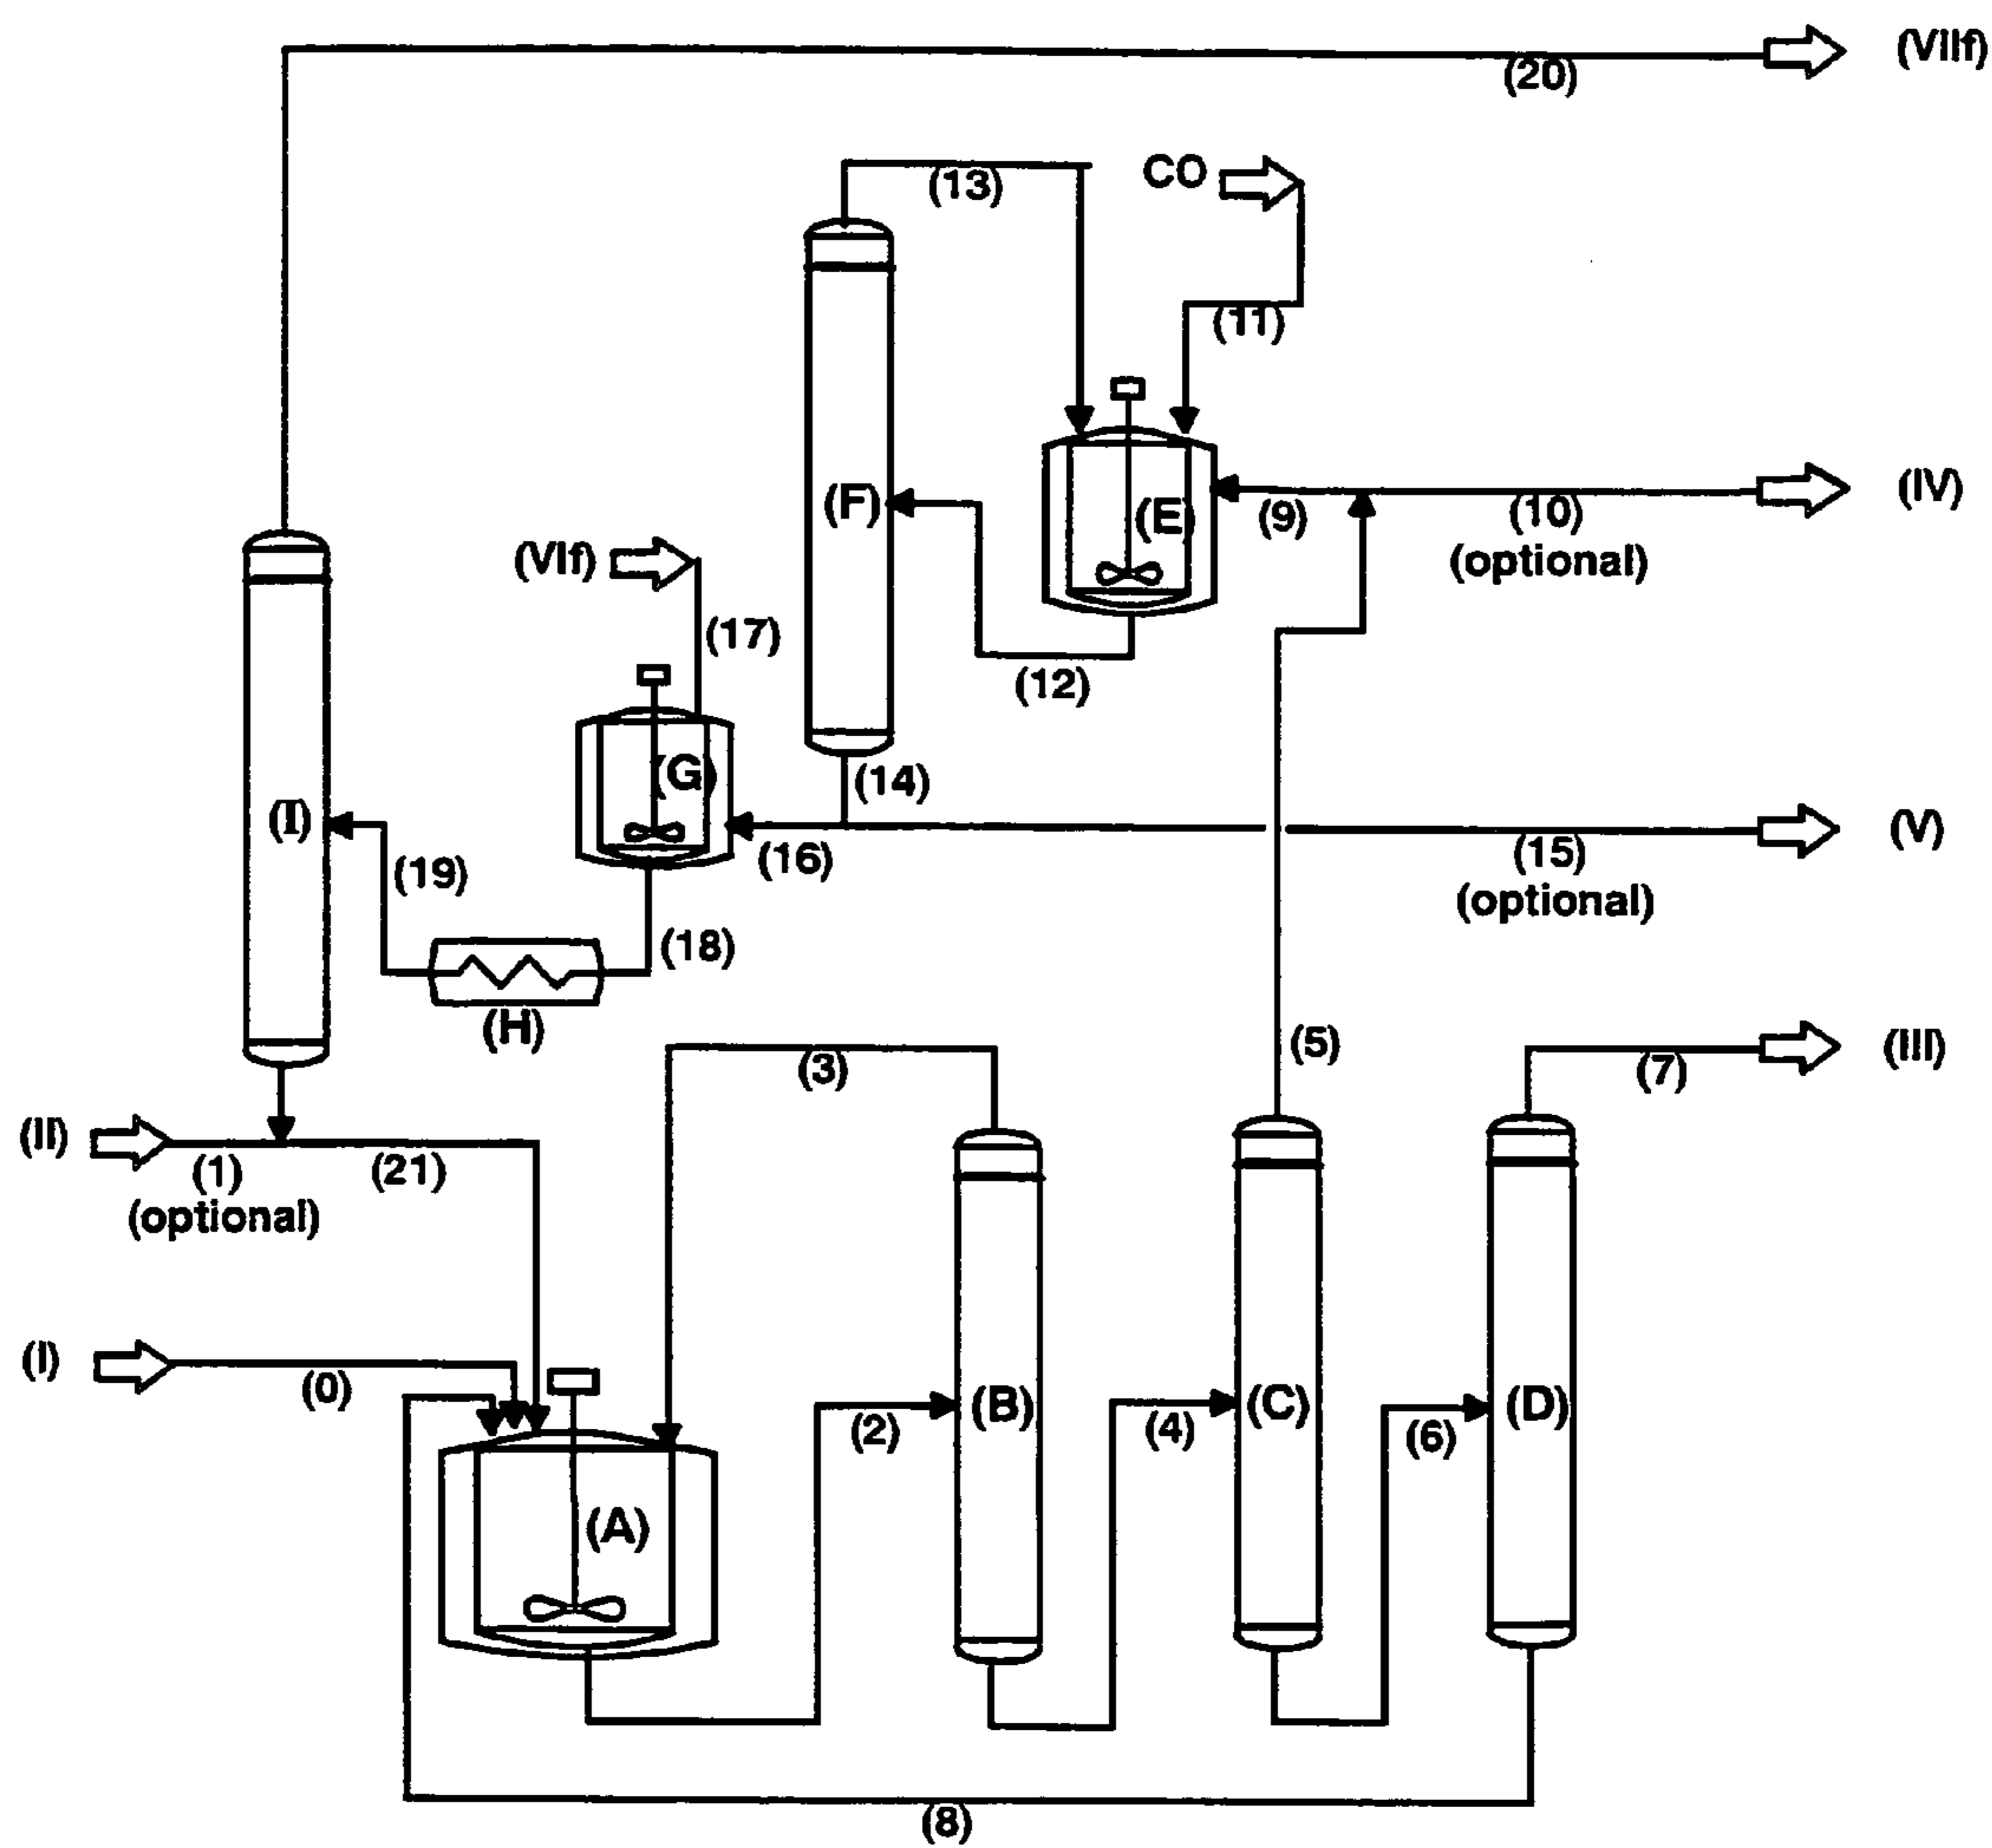 (VIIf)
(20)
(13)
CO
(11)
(F)
(E)
(9)
(10)
(optional)
(IV)
(VIf)
(17)
(12)
(G)
(14)
(I)
(16)
(15)
(optional)
(V)
(19)
(18)
(H)
(5)
(3)
(7)
(III)
(II)
(1)
(optional)
(21)
(I)
(0)
(2)
(B)
(4)
(C)
(6)
(D)
(A)
(8)